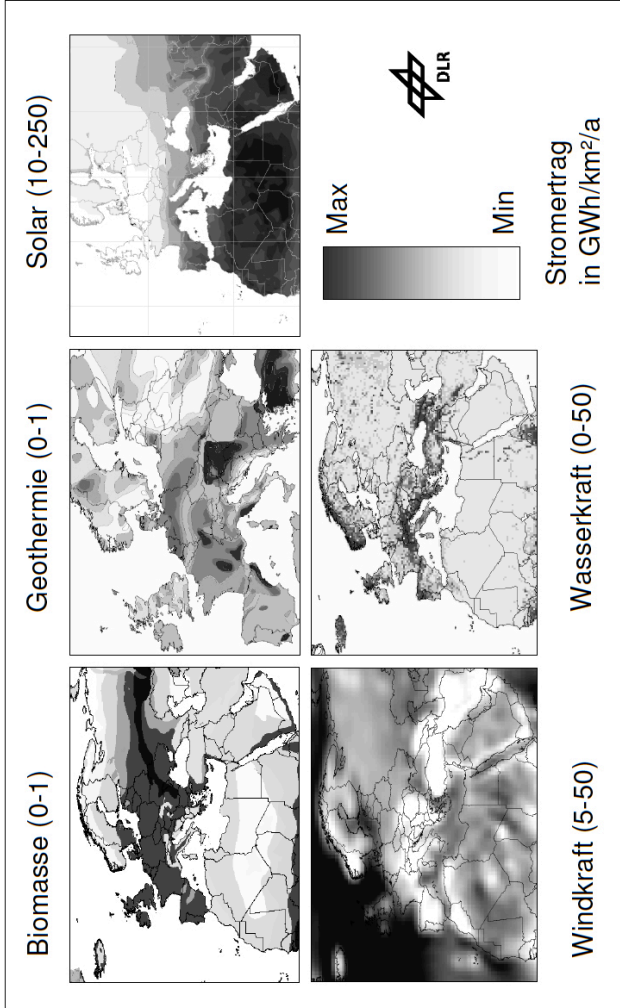 Biomasse (0-1)
Geothermie (0-1)
Solar (10-250)
Windkraft (5-50)
Wasserkraft (0-50)
Max
Min
Stromertrag
in GWh/km²/a
DLR